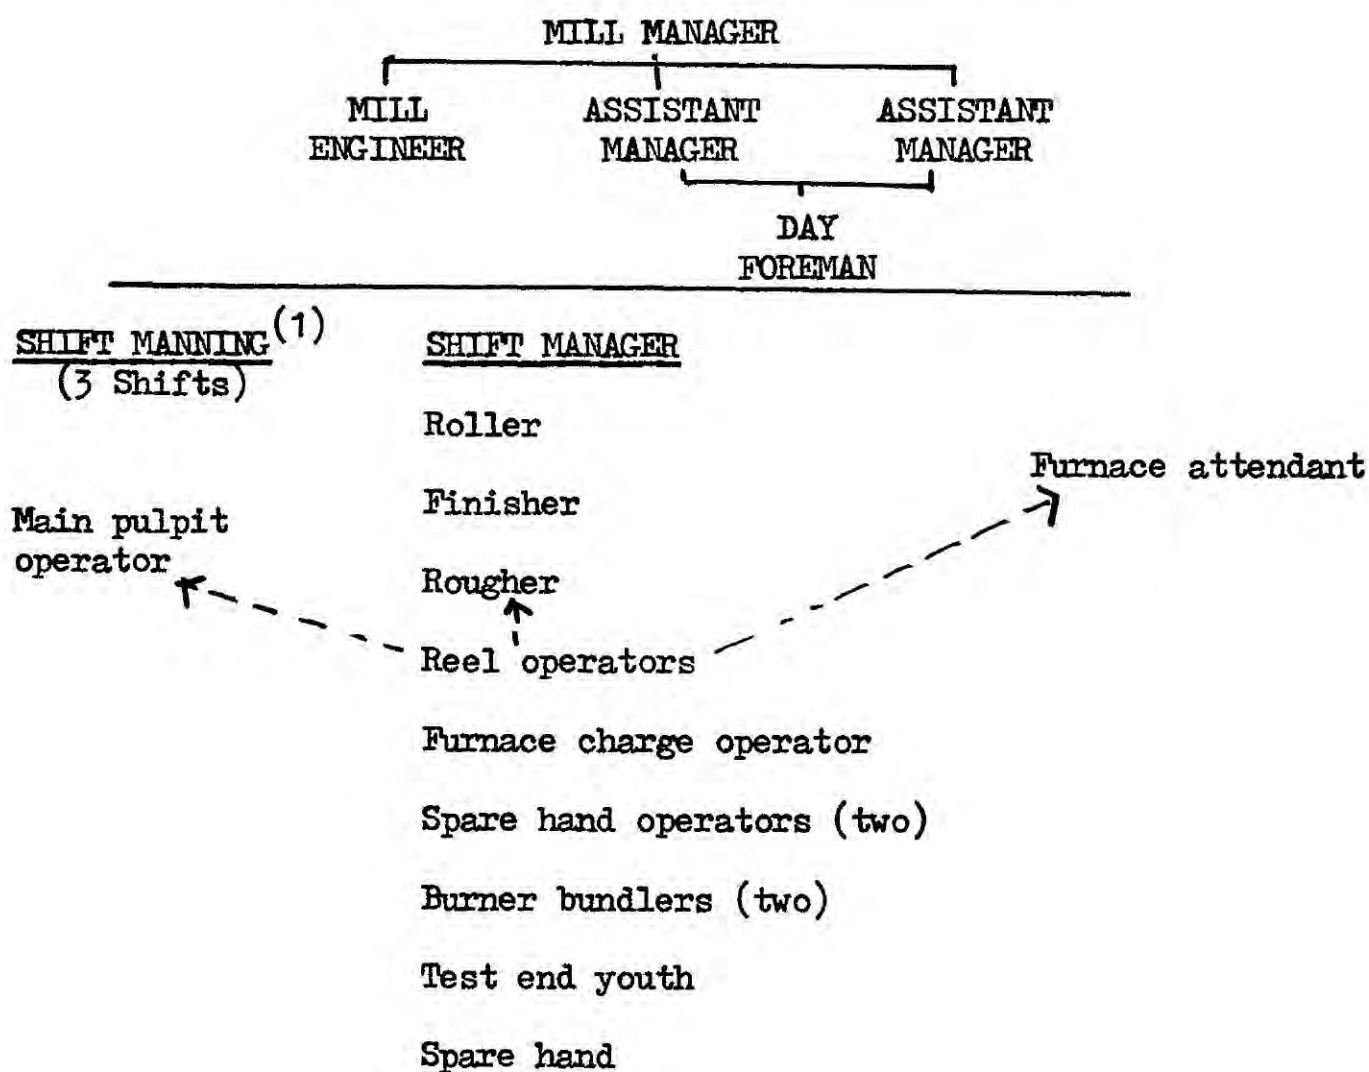 MILL MANAGER
MILL ASSISTANT ASSISTANT
ENGINEER MANAGER MANAGER
DAY
FOREMAN
SHIFT MANNING(1) SHIFT MANAGER
(3 Shifts)
Roller
Furnace attendant
Finisher
Main pulpit
operator
Rougher
Reel operators
Furnace charge operator
Spare hand operators (two)
Burner bundlers (two)
Test end youth
Spare hand